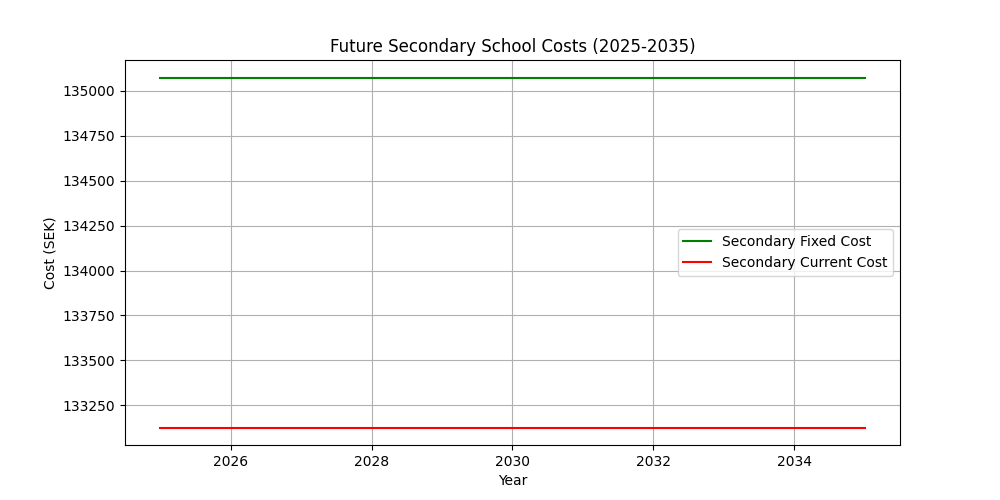 Future Secondary School Costs (2025-2035)
135000
134750
134500
134250
134000
133750
133500
133250
Cost (SEK)
Secondary Fixed Cost
Secondary Current Cost
2026 2028 2030 2032 2034
Year